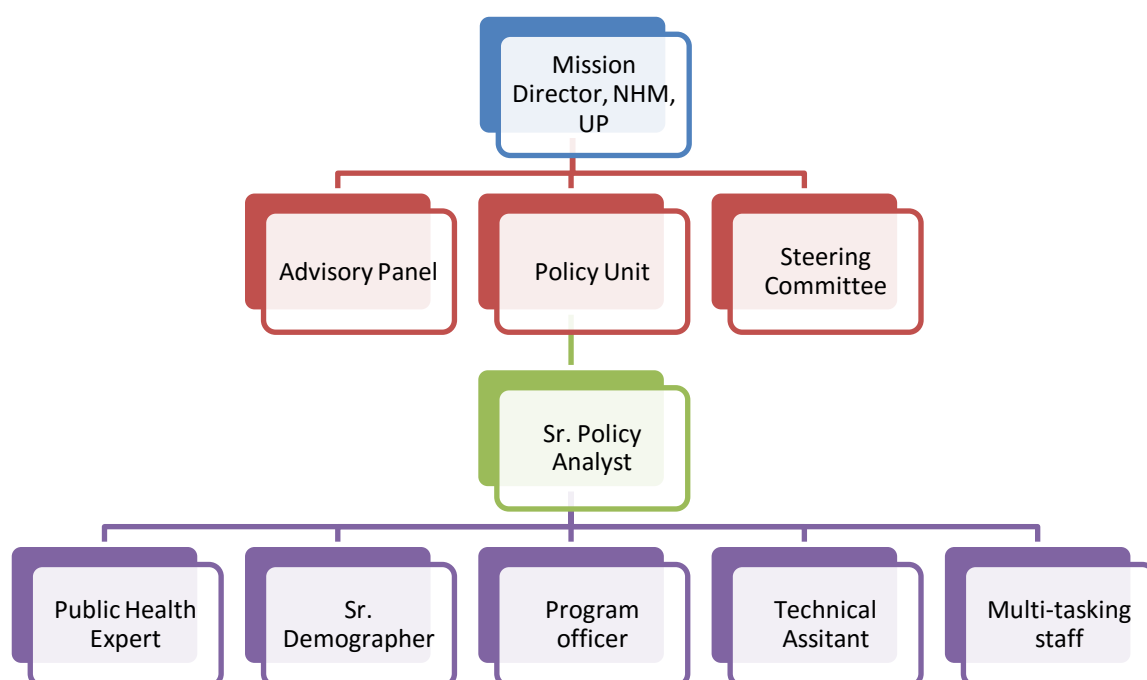 Mission
Director, NHM,
UP
Advisory Panel
Policy Unit
Steering
Committee
Sr. Policy
Analyst
Public Health
Expert
Sr.
Demographer
Program
officer
Technical
Assitant
Multi-tasking
staff